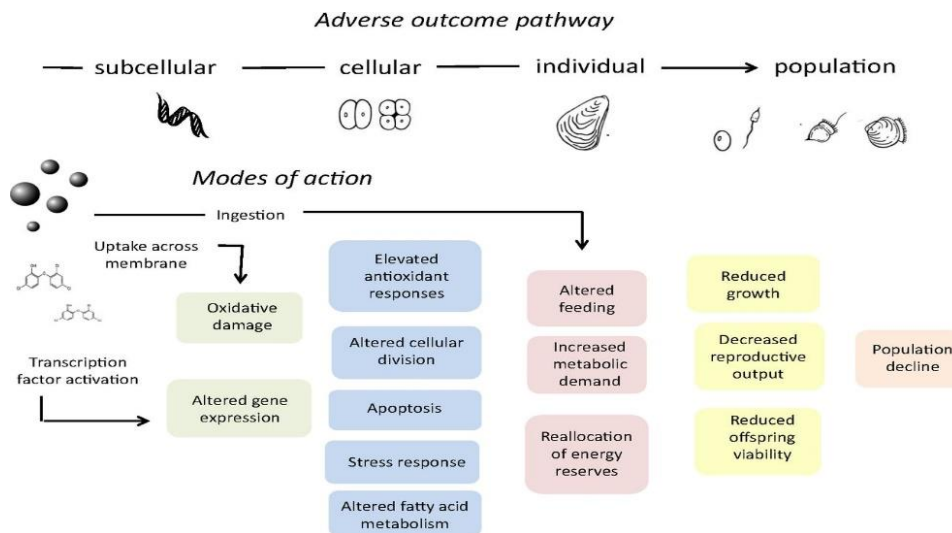 Adverse outcome pathway
subcellular
cellular
individual
population
Modes of action
Ingestion
Uptake across
membrane
Transcription
factor activation
Oxidative
damage
Altered gene
expression
Elevated
antioxidant
responses
Altered cellular
division
Apoptosis
Stress response
Altered fatty acid
metabolism
Altered
feeding
Increased
metabolic
demand
Reallocation
of energy
reserves
Reduced
growth
Decreased
reproductive
output
Reduced
offspring
viability
Population
decline